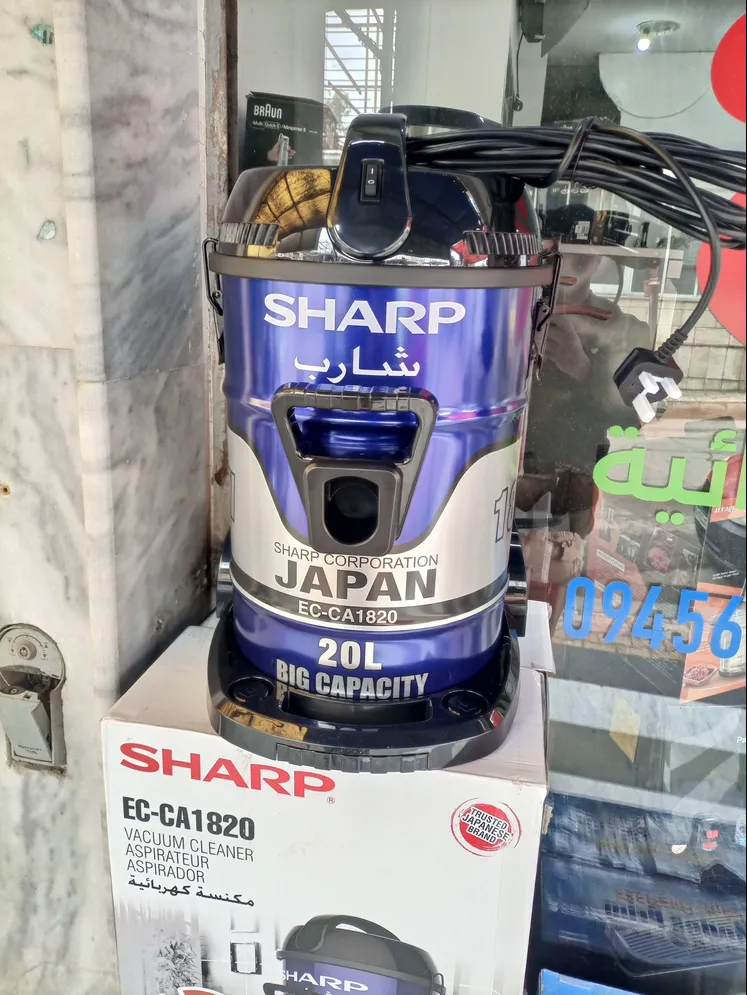 BRAUN
SHARP
شارب
SHARP CORPORATION
JAPAN
EC-CA1820
20L
BIG CAPACITY
ئية
09456
SHARP
EC-CA1820
VACUUM CLEANER
ASPIRATEUR
ASPIRADOR
مكنسة كهربائية
TRUSTED
JAPANESE
BRAND
SHARP